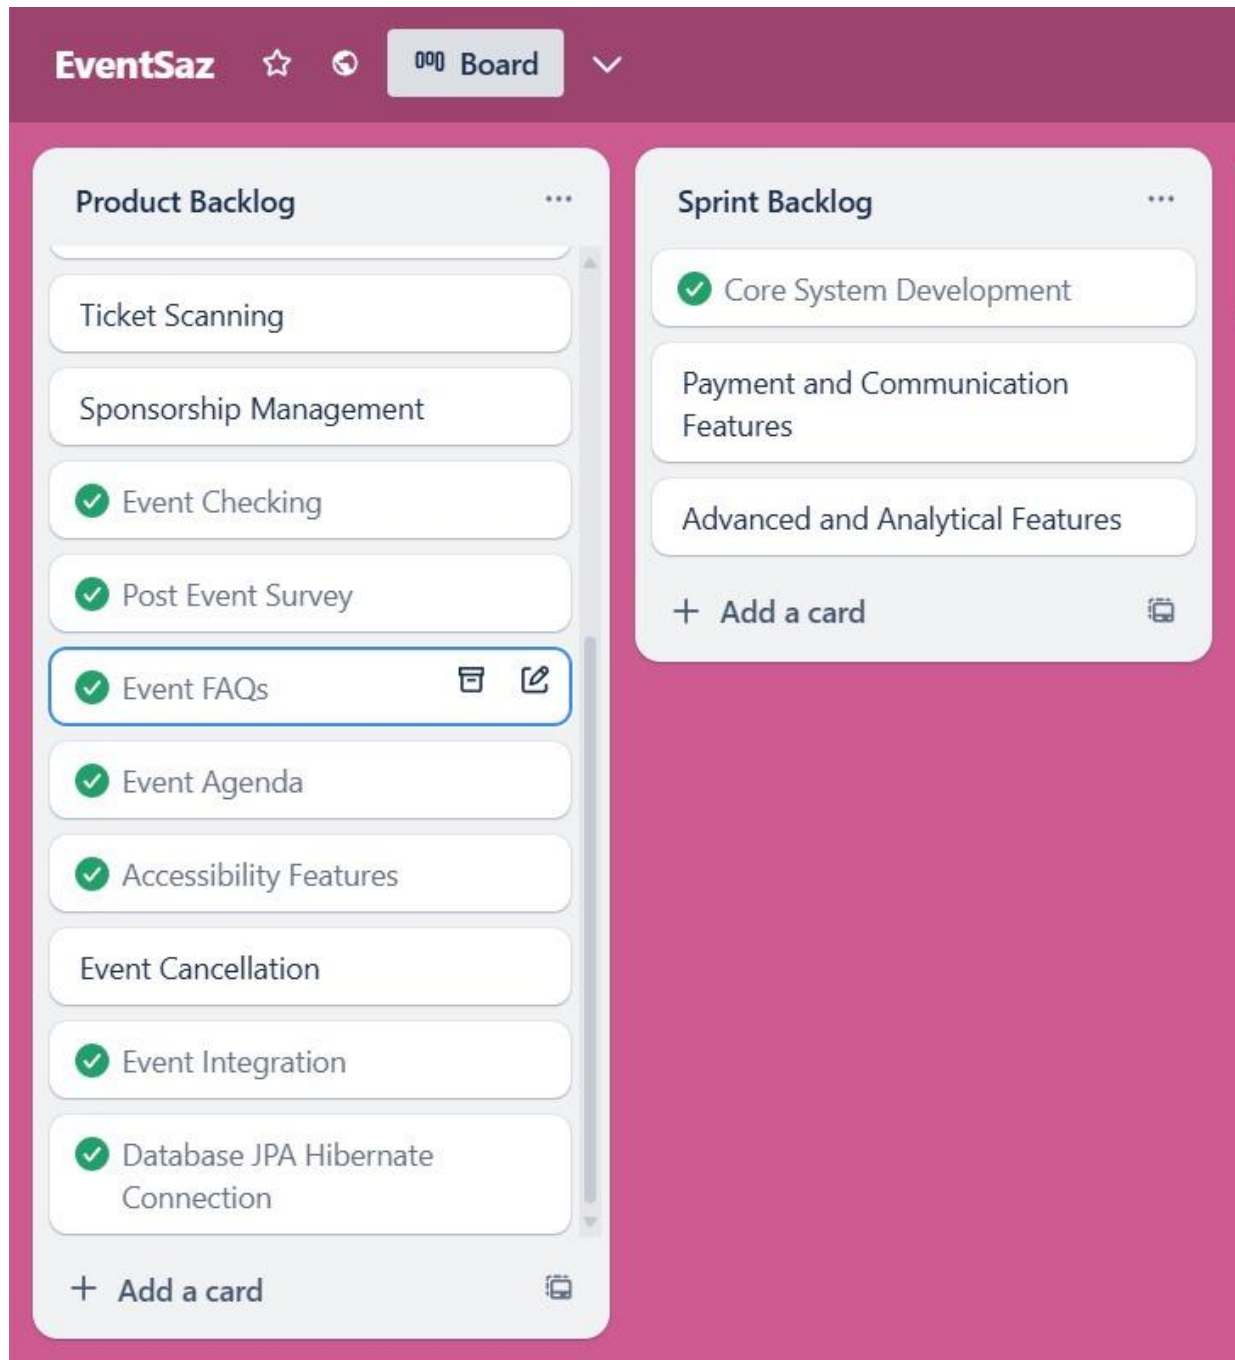 EventSaz Board
Product Backlog
Ticket Scanning
Sponsorship Management
Event Checking
Post Event Survey
Event FAQs
Event Agenda
Accessibility Features
Event Cancellation
Event Integration
Database JPA Hibernate
Connection
+ Add a card
Sprint Backlog
Core System Development
Payment and Communication
Features
Advanced and Analytical Features
+ Add a card